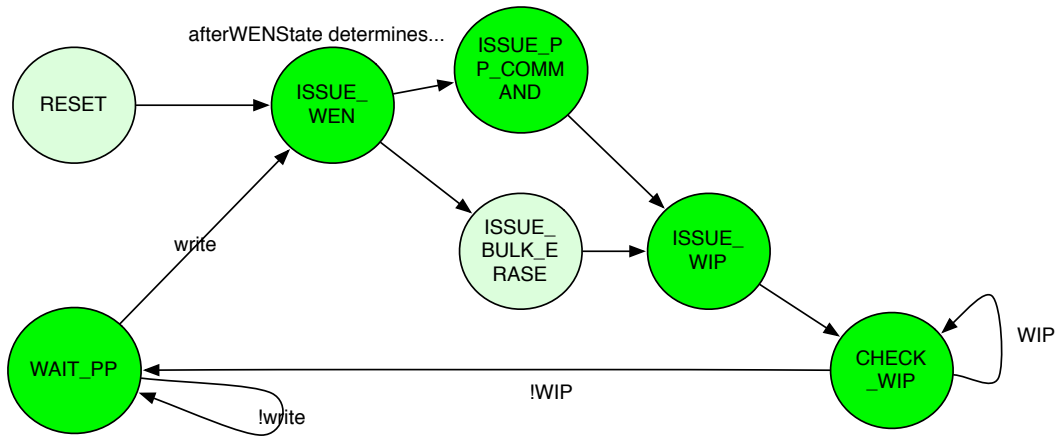 afterWENState determines...
ISSUE_P
P_COMM
AND
RESET
ISSUE_
WEN
write
ISSUE_
BULK_E
RASE
ISSUE_
WIP
WAIT_PP
!write
!WIP
CHECK
_WIP
WIP